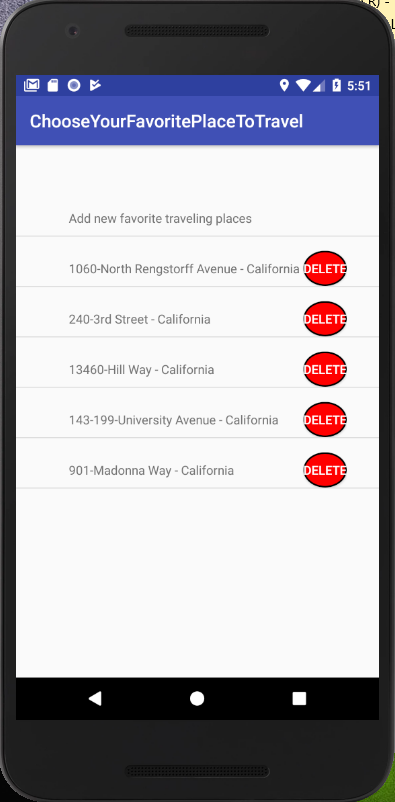 5:51
ChooseYourFavoritePlaceToTravel
Add new favorite traveling places
1060-North Rengstorff Avenue - California DELETE
240-3rd Street - California DELETE
13460-Hill Way - California DELETE
143-199-University Avenue - California DELETE
901-Madonna Way - California DELETE